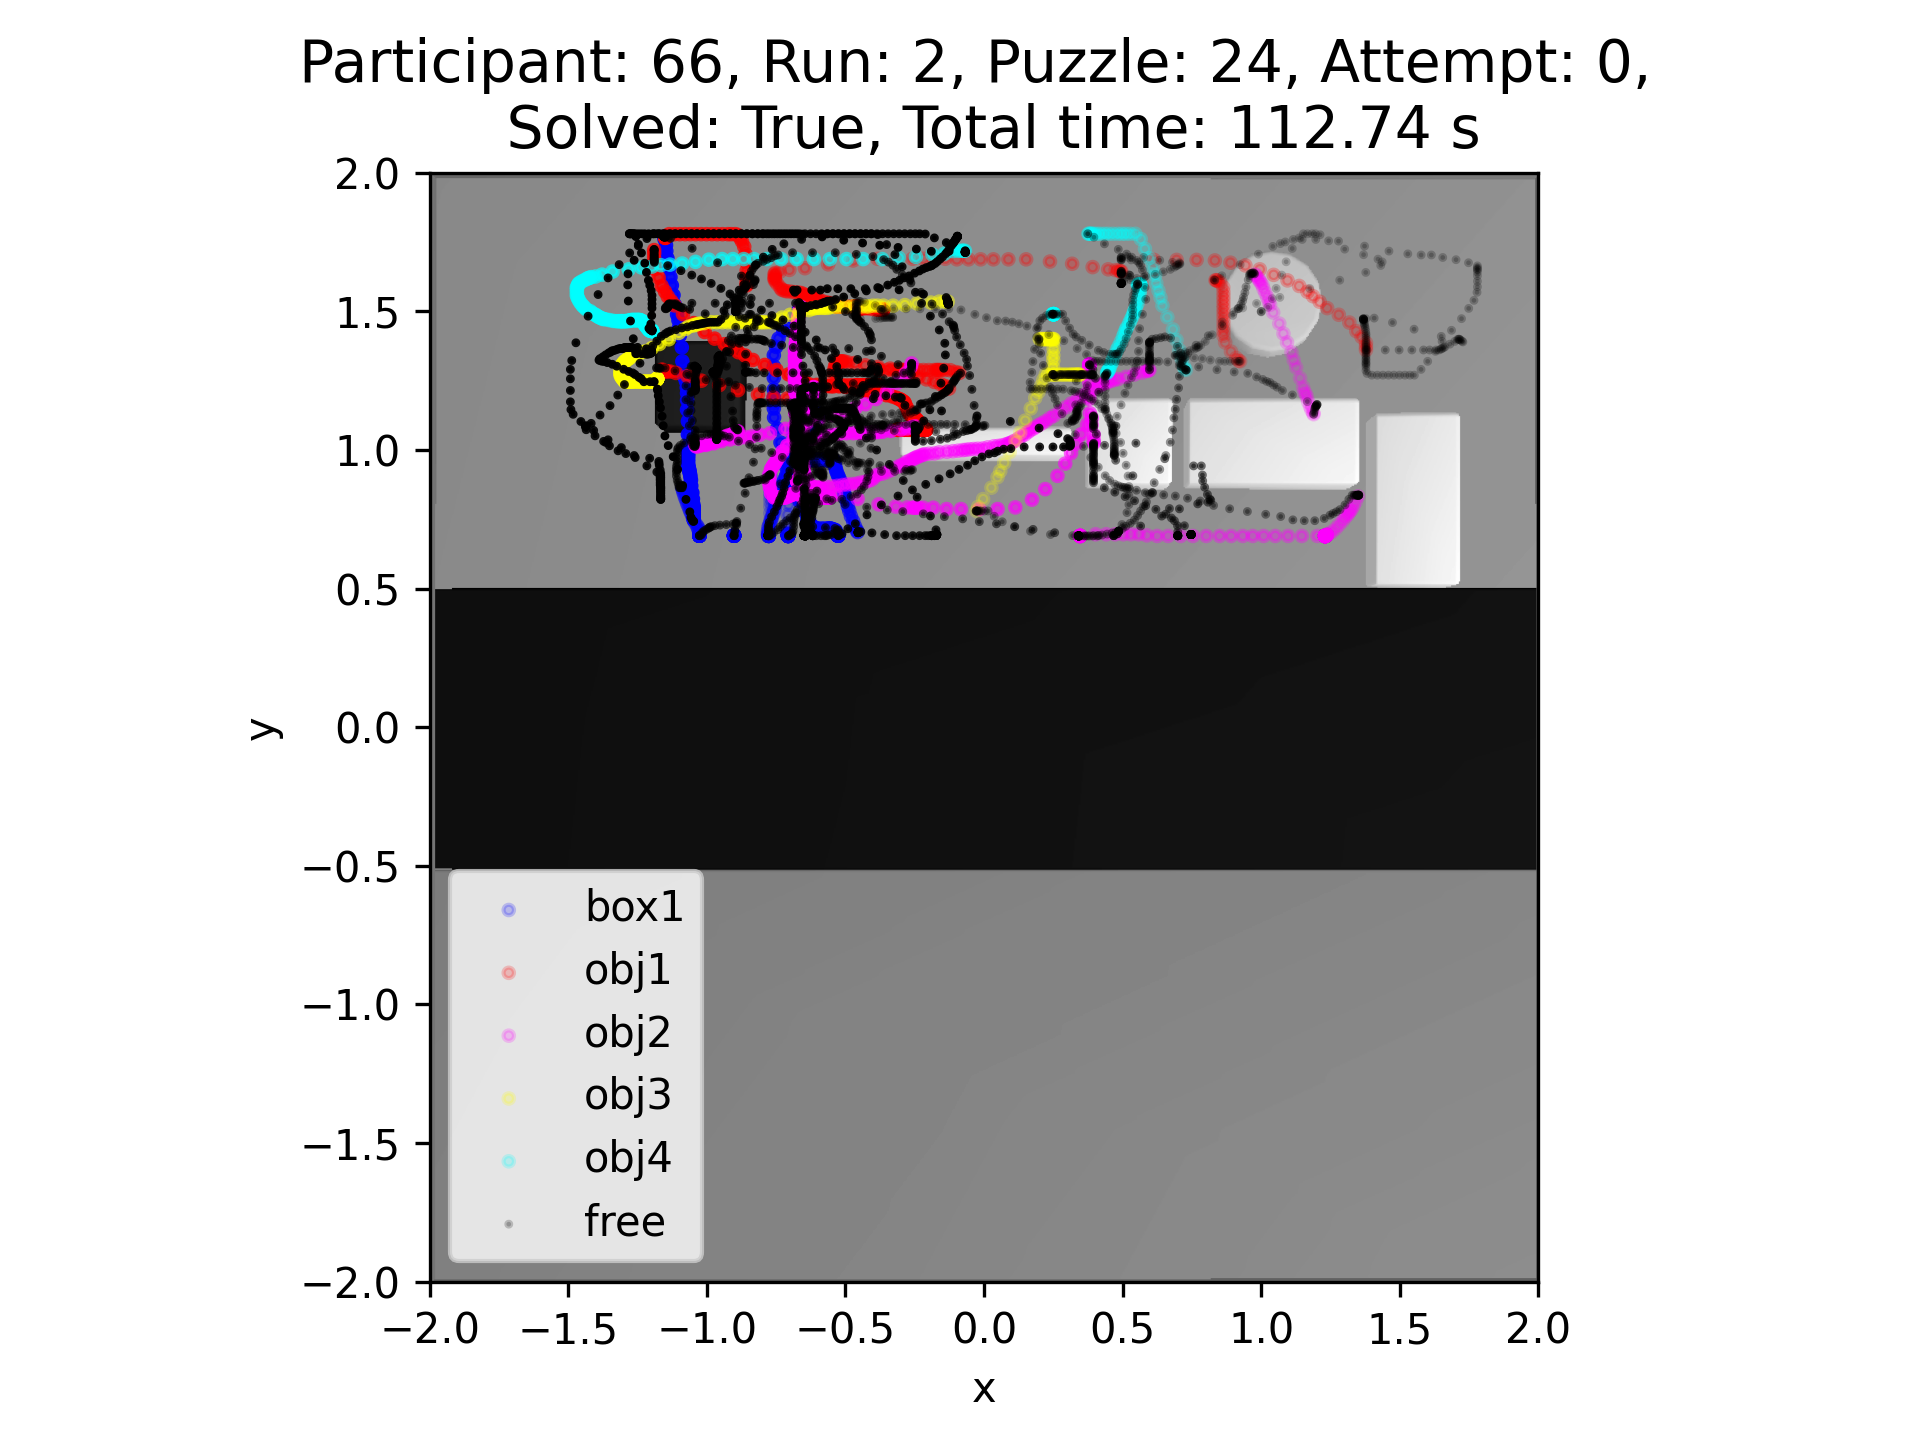 Participant: 66, Run: 2, Puzzle: 24, Attempt: 0,
Solved: True, Total time: 112.74 s
2.0
1.5
1.0
0.5
0.0
−0.5
−1.0
−1.5
−2.0
y
box1
obj1
obj2
obj3
obj4
free
−2.0 −1.5 −1.0 −0.5 0.0 0.5 1.0 1.5 2.0
x